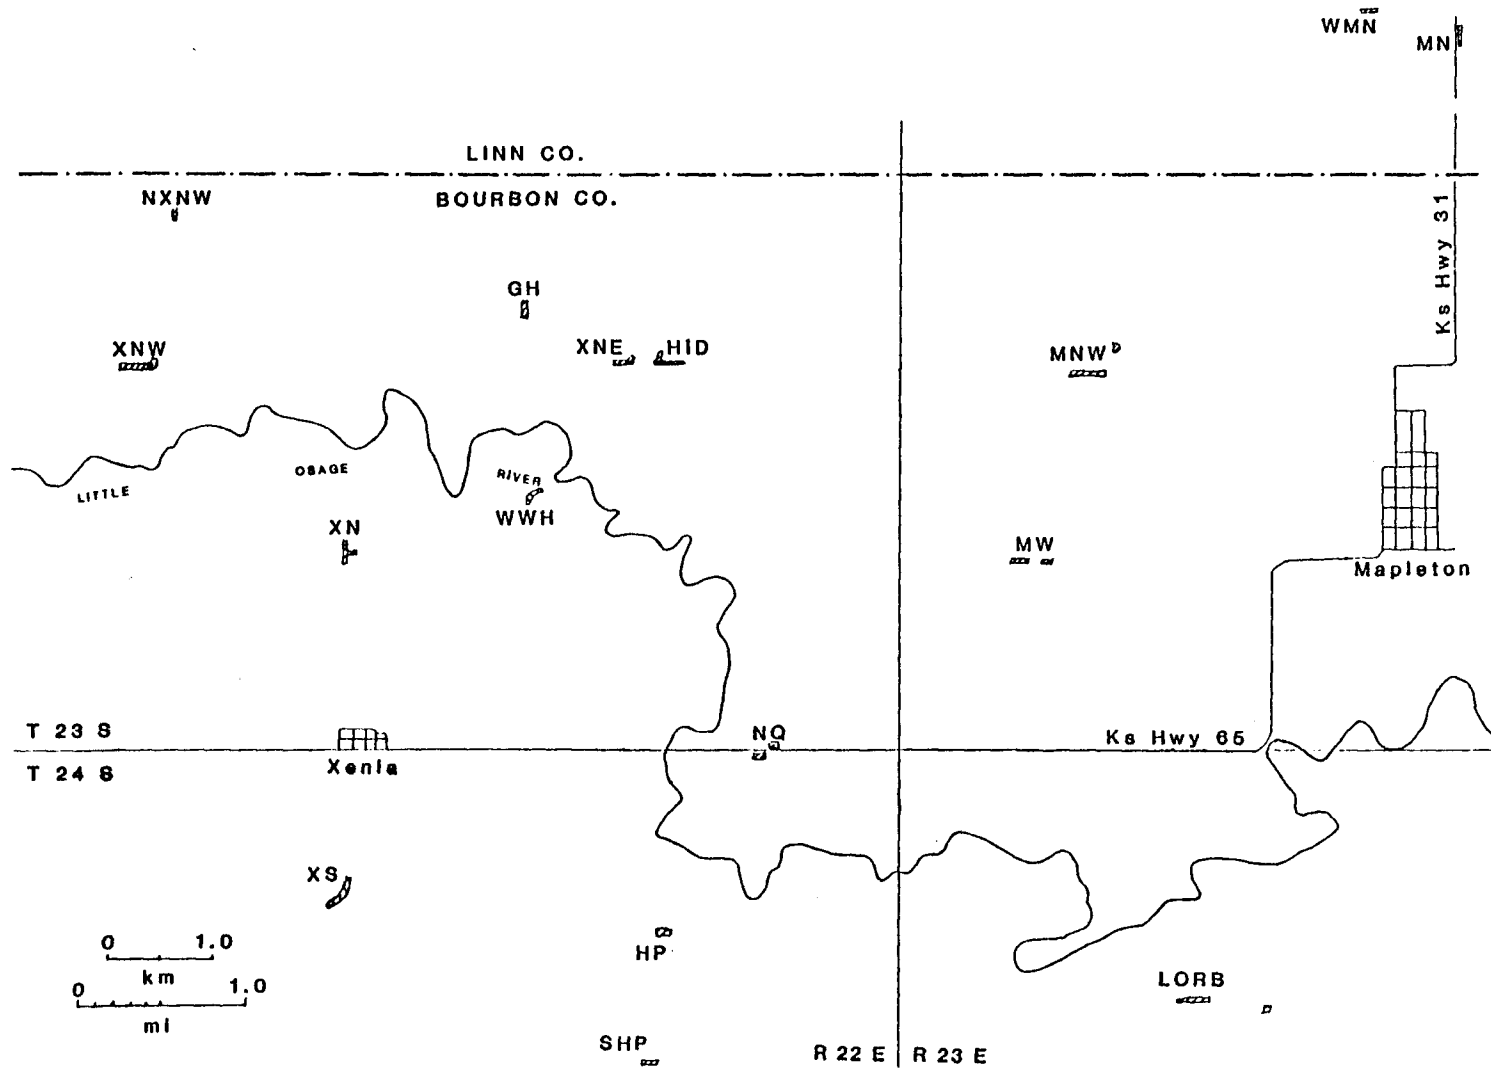 WMN
MN
LINN CO.
NXNW
BOURBON CO.
Ks Hwy 31
GH
XNW
XNE
HID
MNW D
OSAGE
RIVER
LITTLE
WWH
XN
MW
Mapleton
T 23 S
NQ
Ks Hwy 65
T 24 S
Xenia
XS
0 1.0
km
0 1.0
mi
HP
LORB
SHP
R 22 E R 23 E